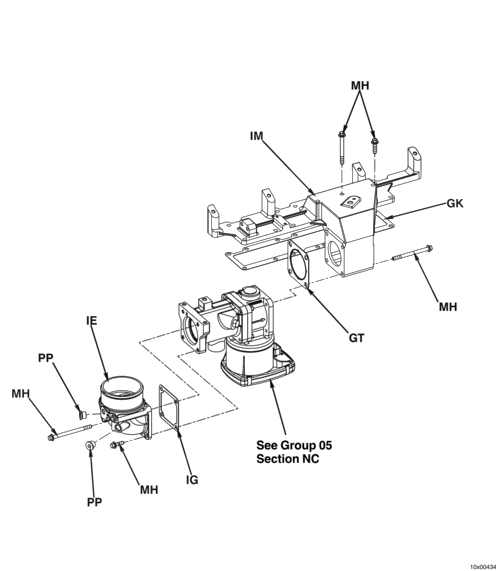 MH
IM
GK
MH
GT
IE
PP
MH
See Group 05
Section NC
IG
MH
PP
10x00434